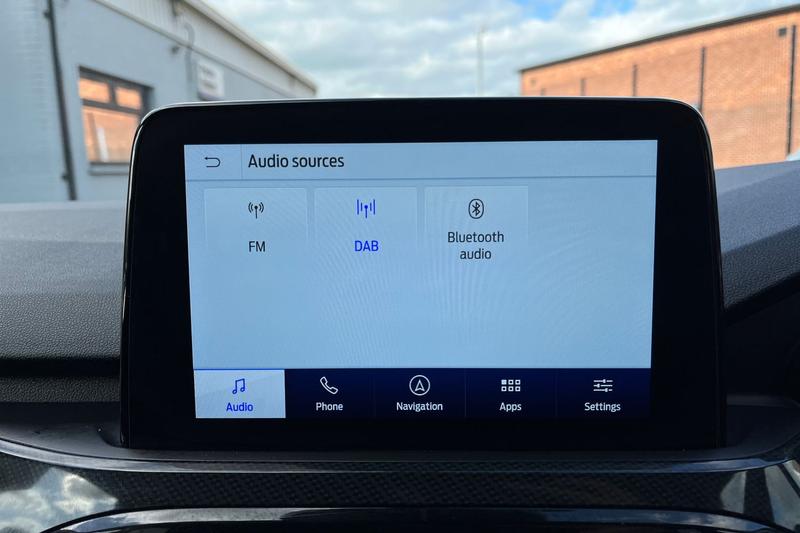 Audio sources
FM
DAB
Bluetooth
audio
Audio
Phone
Navigation
Apps
Settings